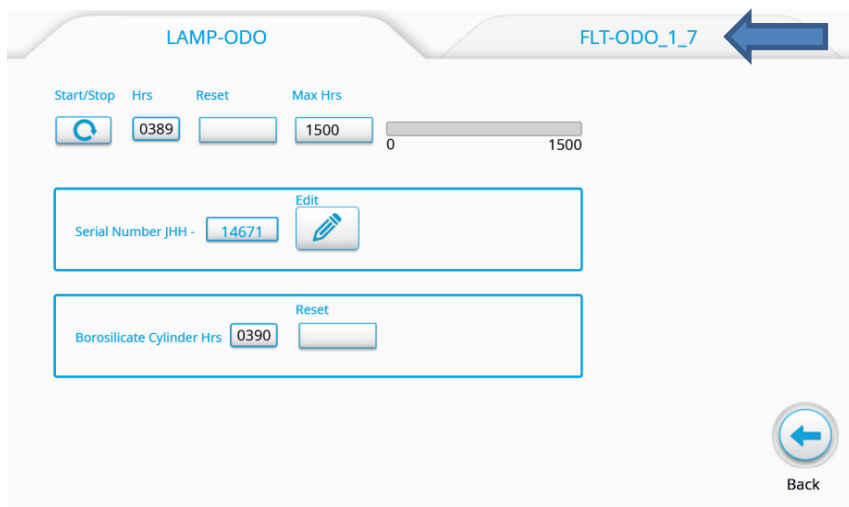 LAMP-ODO FLT-ODO_1_7
Start/Stop Hrs Reset Max Hrs
0389 1500
0 1500
Edit
Serial Number JHH - 14671
Reset
Borosilicate Cylinder Hrs 0390
Back